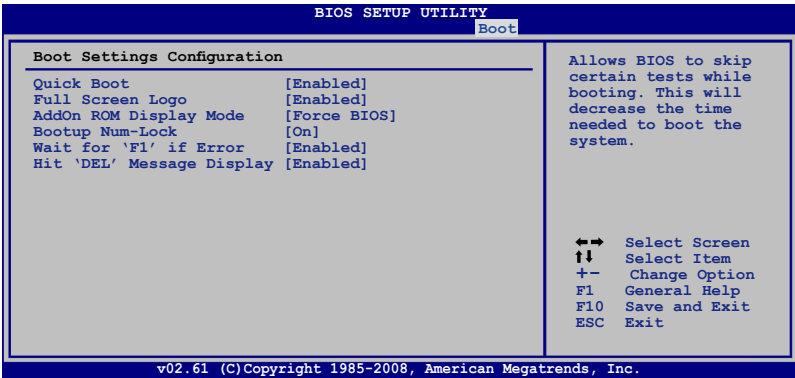 BIOS SETUP UTILITY
Boot
Boot Settings Configuration
Quick Boot [Enabled]
Full Screen Logo [Enabled]
AddOn ROM Display Mode [Force BIOS]
Bootup Num-Lock [On]
Wait for ‘F1’ if Error [Enabled]
Hit ‘DEL’ Message Display [Enabled]
Allows BIOS to skip
certain tests while
booting. This will
decrease the time
needed to boot the
system.
←→ Select Screen
↑↓ Select Item
+- Change Option
F1 General Help
F10 Save and Exit
ESC Exit
v02.61 (C)Copyright 1985-2008, American Megatrends, Inc.